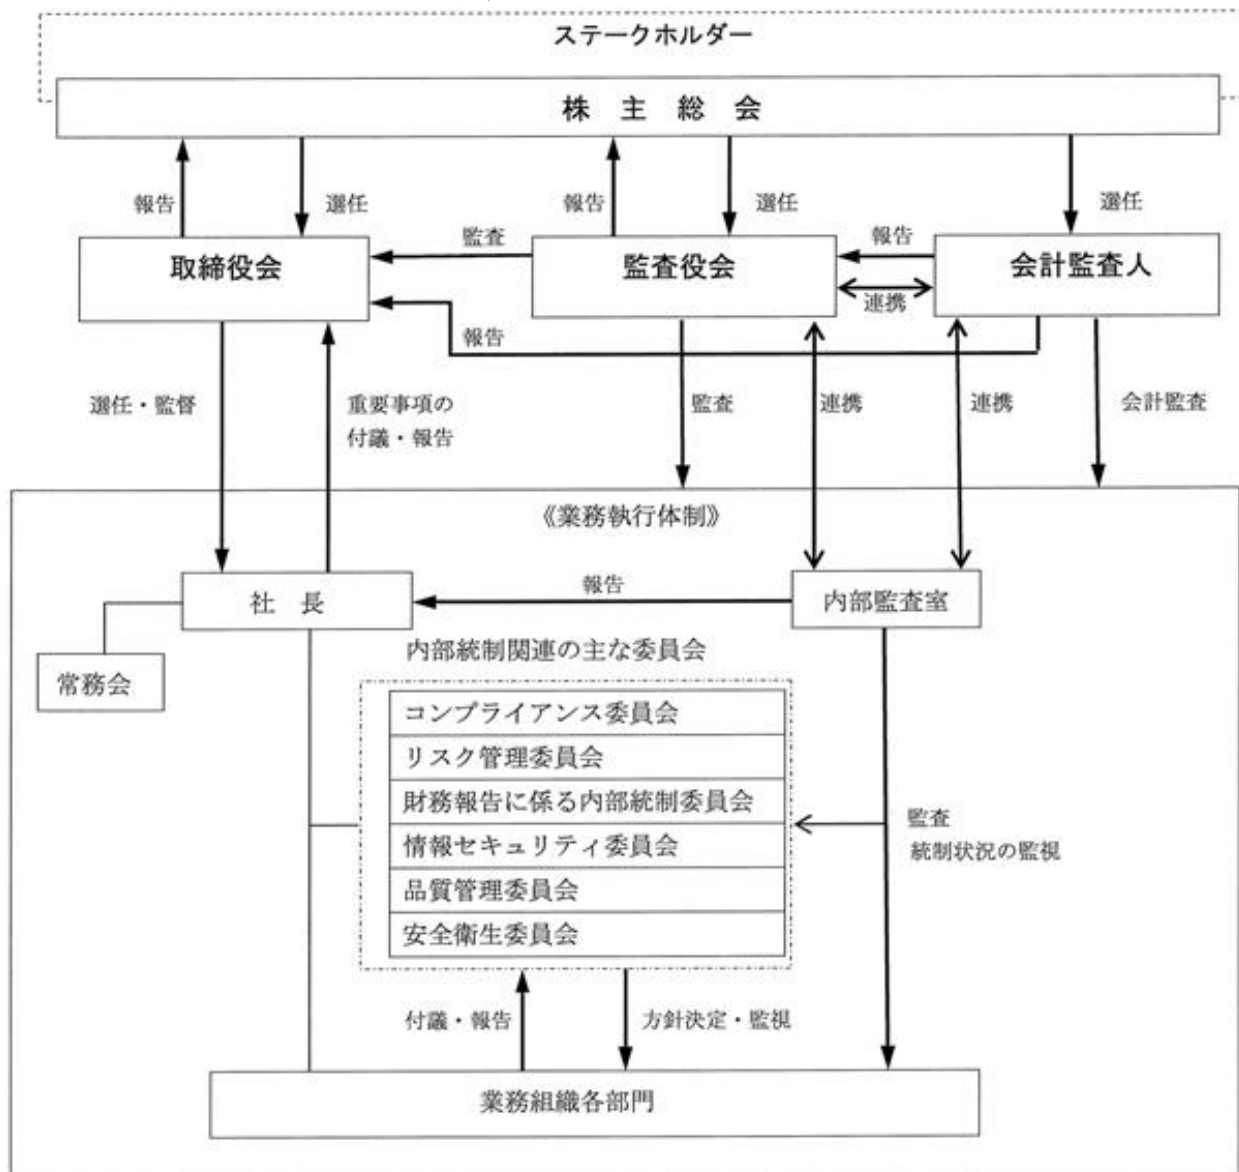 ステークホルダー
株 主 総 会
報告
選任
報告
選任
選任
取締役会
監査
監査役会
報告
連携
会計監査人
報告
選任・監督
重要事項の
付議・報告
監査
連携
連携
会計監査
《業務執行体制》
社 長
報告
内部監査室
常務会
内部統制関連の主な委員会
コンプライアンス委員会
リスク管理委員会
財務報告に係る内部統制委員会
情報セキュリティ委員会
品質管理委員会
安全衛生委員会
監査
統制状況の監視
付議・報告
方針決定・監視
業務組織各部門